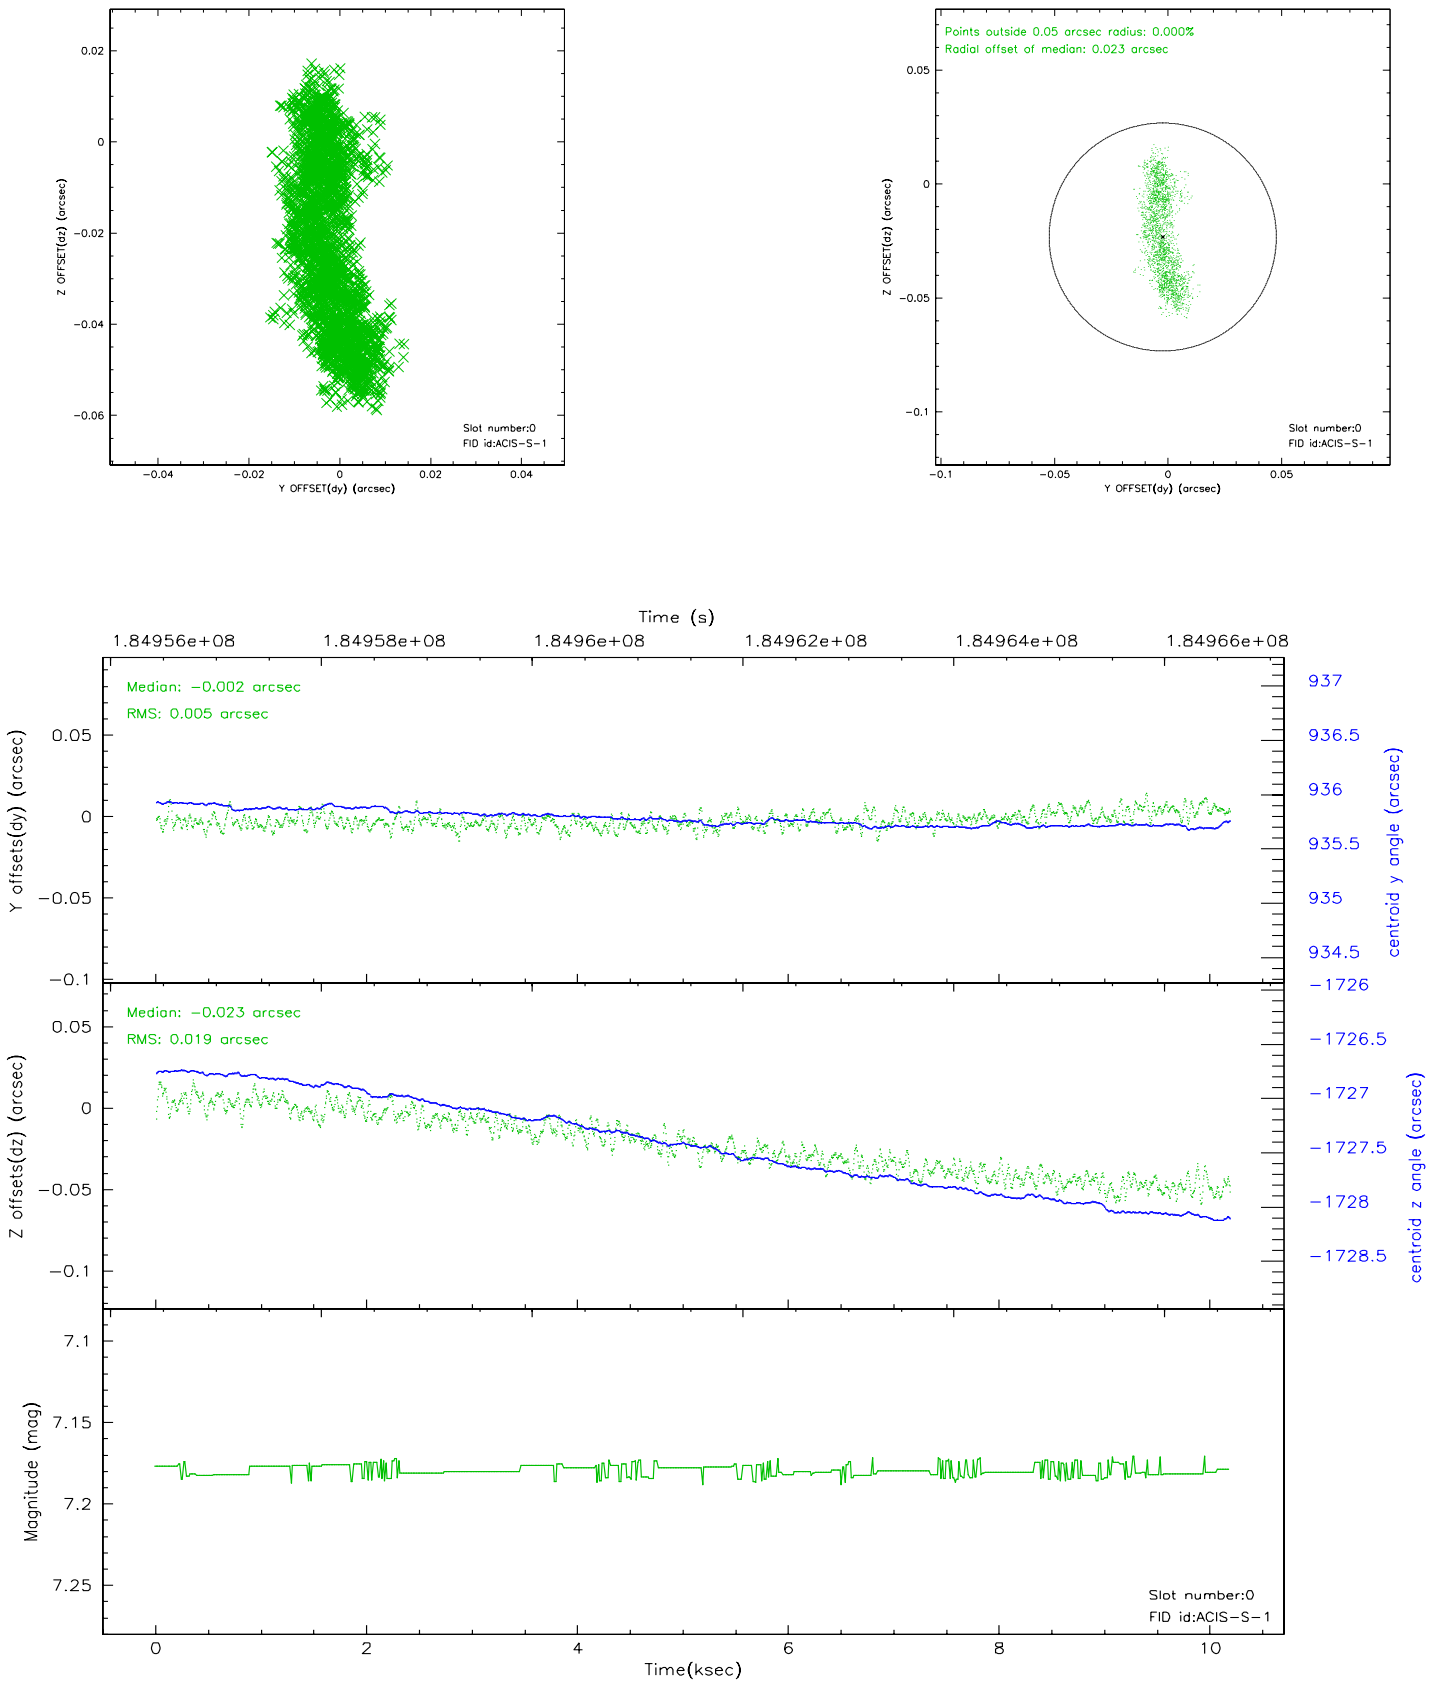 0.02
0
−0.02
−0.04
−0.06
−0.04
−0.02
0
0.02
0.04
Z OFFSET(dz) (arcsec)
Y OFFSET(dy) (arcsec)
Slot number:0
FID id:ACIS−S−1
Points outside 0.05 arcsec radius: 0.000%
Radial offset of median: 0.023 arcsec
0.05
0
−0.05
−0.1
−0.1
−0.05
0
0.05
Z OFFSET(dz) (arcsec)
Y OFFSET(dy) (arcsec)
Slot number:0
FID id:ACIS−S−1
Time (s)
1.84956e+08 1.84958e+08 1.8496e+08 1.84962e+08 1.84964e+08 1.84966e+08
Median: −0.002 arcsec
RMS: 0.005 arcsec
0.05
0
−0.05
−0.1
Y offsets(dy) (arcsec)
937
936.5
936
935.5
935
934.5
centroid y angle (arcsec)
Median: −0.023 arcsec
RMS: 0.019 arcsec
0.05
0
−0.05
−0.1
Z offsets(dz) (arcsec)
−1726
−1726.5
−1727
−1727.5
−1728
−1728.5
centroid z angle (arcsec)
7.1
7.15
7.2
7.25
Magnitude (mag)
Slot number:0
FID id:ACIS−S−1
0 2 4 6 8 10
Time(ksec)